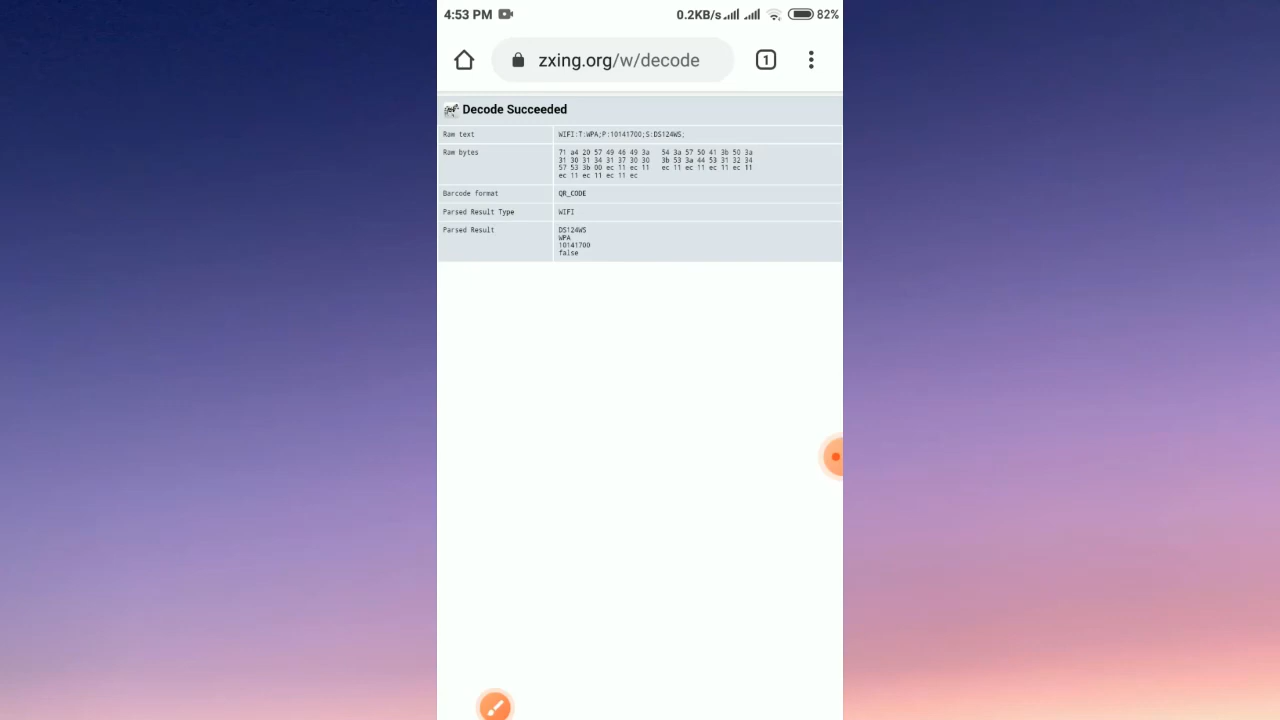 4:53 PM 0.2KB/s 82%
zxing.org/w/decode 1
Decode Succeeded
Raw text WIFI:T:WPA;P:10141700;S:DS124WS;
Raw bytes 71 a4 20 57 49 46 49 3a 54 3a 57 50 41 3b 50 3a
31 30 31 34 31 37 30 30 3b 53 3a 44 53 31 32 34
57 53 3b 00 ec 11 ec 11 ec 11 ec 11 ec 11 ec 11
ec 11 ec 11 ec 11 ec
Barcode format QR_CODE
Parsed Result Type WIFI
Parsed Result DS124WS
WPA
10141700
false